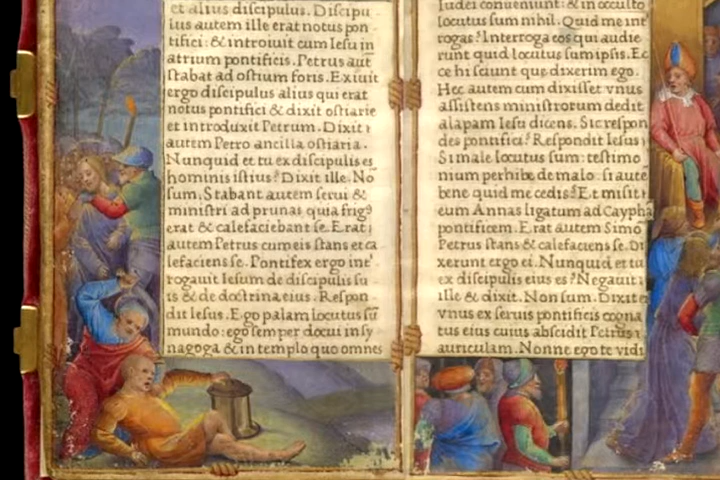 et alius discipulus. Discipu
lus autem ille erat notus pon
tifici: & introiuit cum Iesu in
atrium pontificis. Petrus aut
stabat ad ostium foris. Exiuit
ergo discipulus alius qui erat
notus pontifici & dixit ostiarie
et introduxit Petrum. Dixit
autem Petro ancilla ostiaria.
Nunquid et tu ex discipulis es
hominis istius? Dixit ille. Nō
sum. Stabant autem serui &
ministri ad prunas quia frigꝰ
erat & calefaciebant se. Erat
autem Petrus cum eis stans et ca
lefaciens se. Pontifex ergo int'
rogauit Iesum de discipulis su
is & de doctrina eius. Respon
dit Iesus. Ego palam locutus sū
mundo: ego semper docui in sy
nagoga & in templo quo omnes
Iudei conueniunt: & in occulto
locutus sum nihil. Quid me int
rogas? Interroga eos qui audie
runt quid locutus sum ipsis. Ec
ce hi sciunt que dixerim ego.
Hec autem cum dixisset vnus
assistens ministrorum dedit
alapam Iesu dicens. Sic respon
des pontifici? Respondit Iesus
Si male locutus sum: testimo
nium perhibe de malo. si autē
bene quid me cedis? Et misit
eum Annas ligatum ad Caypha
pontificem. Erat autem Simō
Petrus stans & calefaciens se. Di
xerunt ergo ei. Nunquid et tu
ex discipulis eius es? Negauit
ille & dixit. Non sum. Dixit
vnus ex seruis pontificis cogna
tus eius cuius abscidit Petrus
auriculam. Nonne ego te vidi